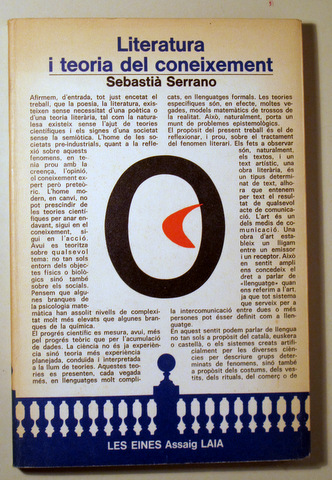 Literatura
i teoria del coneixement
Sebastià Serrano
Afirmem, d'entrada, tot just encetat el
treball, que la poesia, la literatura, exis-
teixen sense necessitat d'una poètica o
d'una teoria literària, tal com la natu-
ralesa existeix sense l'ajut de teories
científiques i els signes d'una societat
sense la semiòtica. L'home de les so-
cietats pre-industrials, quant a la refle-
xió sobre aquests
fenòmens, en te-
nia prou amb la
creença, l'opinió,
el coneixement ex-
pert però preteò-
ric. L'home mo-
dern, en canvi, no
pot prescindir de
les teories cientí-
fiques per anar en-
davant, sigui en el
coneixement, si-
gui en l'acció.
Avui es teoritza
sobre qualsevol
tema: no tan sols
entorn dels objec-
tes físics o biolò-
gics sinó també
sobre els socials.
Pensem que algu-
nes branques de
la psicologia mate-
màtica han assolit nivells de complexi-
tat molt més elevats que algunes bran-
ques de la química.
El progrés científic es mesura, avui, més
pel progrés teòric que per l'acumulació
de dades. La ciència no és ja experièn-
cia sinó teoria més experiència
planejada, conduïda i interpretada
a la llum de teories. Aquestes teo-
ries es presenten, cada vegada
més, en llenguatges molt compli-
cats, en llenguatges formals. Les teories
específiques són, en efecte, moltes ve-
gades, models matemàtics de trossos de
la realitat. Això, naturalment, porta un
munt de problemes epistemològics.
El propòsit del present treball és el de
reflexionar, i prou, sobre el tractament
del fenomen literari. Els fets a observar
són, naturalment,
els textos, i un
text artístic, una
obra literària, és
un tipus determi-
nat de text, alho-
ra que entenem
per text el resul-
tat de qualsevol
acte de comunica-
ció. L'art és un
dels medis de co-
municació. Una
obra d'art esta-
bleix un lligam
entre un emissor
i un receptor. Això
en sentit ampli
ens concedeix el
dret a parlar de
«llenguatge» quan
ens referim a l'art,
ja que tot sistema
que serveix per a
la intercomunicació entre dues o més
persones pot ésser definit com a llen-
guatge.
En aquest sentit podem parlar de llengua
no tan sols a propòsit del català, euskera
o castellà, o dels sistemes creats arti-
ficialment per les diverses cièn-
cies per descriure grups deter-
minats de fenòmens, sinó també
a propòsit dels costums, dels ves-
tits, dels rituals, del comerç o de
LES EINES Assaig LAIA